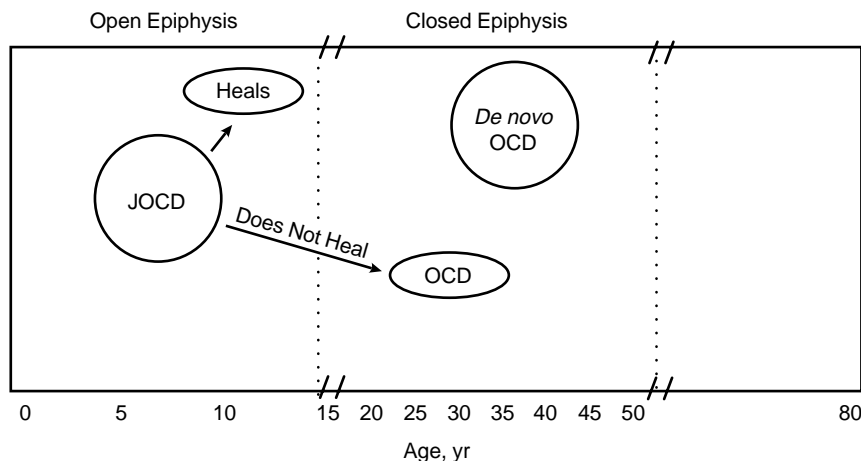 Open Epiphysis Closed Epiphysis
Heals
De novo
OCD
JOCD
Does Not Heal
OCD
0 5 10 15 20 25 30 35 40 45 50 80
Age, yr